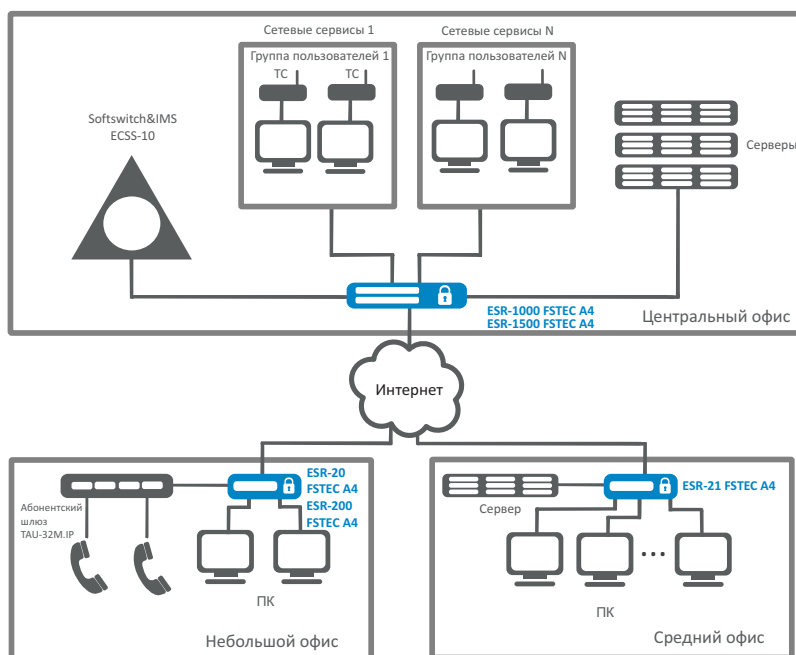 Сетевые сервисы 1
Сетевые сервисы N
Группа пользователей 1
Группа пользователей N
ТС
ТС
Softswitch&IMS
ECSS-10
Серверы
ESR-1000 FSTEC A4
ESR-1500 FSTEC A4
Центральный офис
Интернет
ESR-20
FSTEC A4
ESR-200
FSTEC A4
Абонентский
шлюз
TAU-32M.IP
ПК
Небольшой офис
ESR-21 FSTEC A4
Сервер
ПК
Средний офис